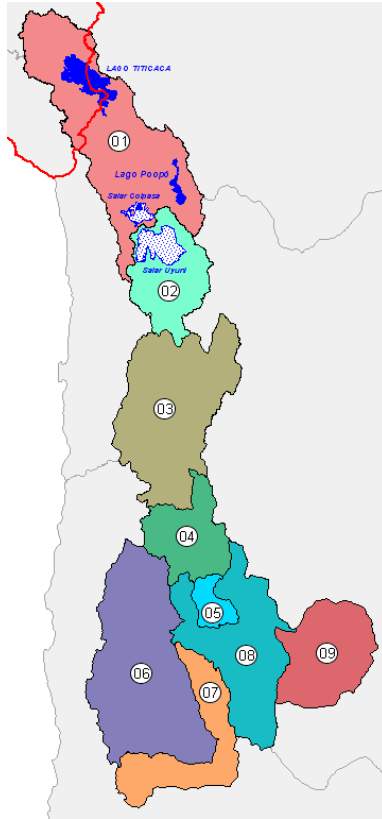 LAGO TITICACA
01
Lago Poopó
Salar Coipasa
Salar Uyuni
02
03
04
05
06
07
08
09